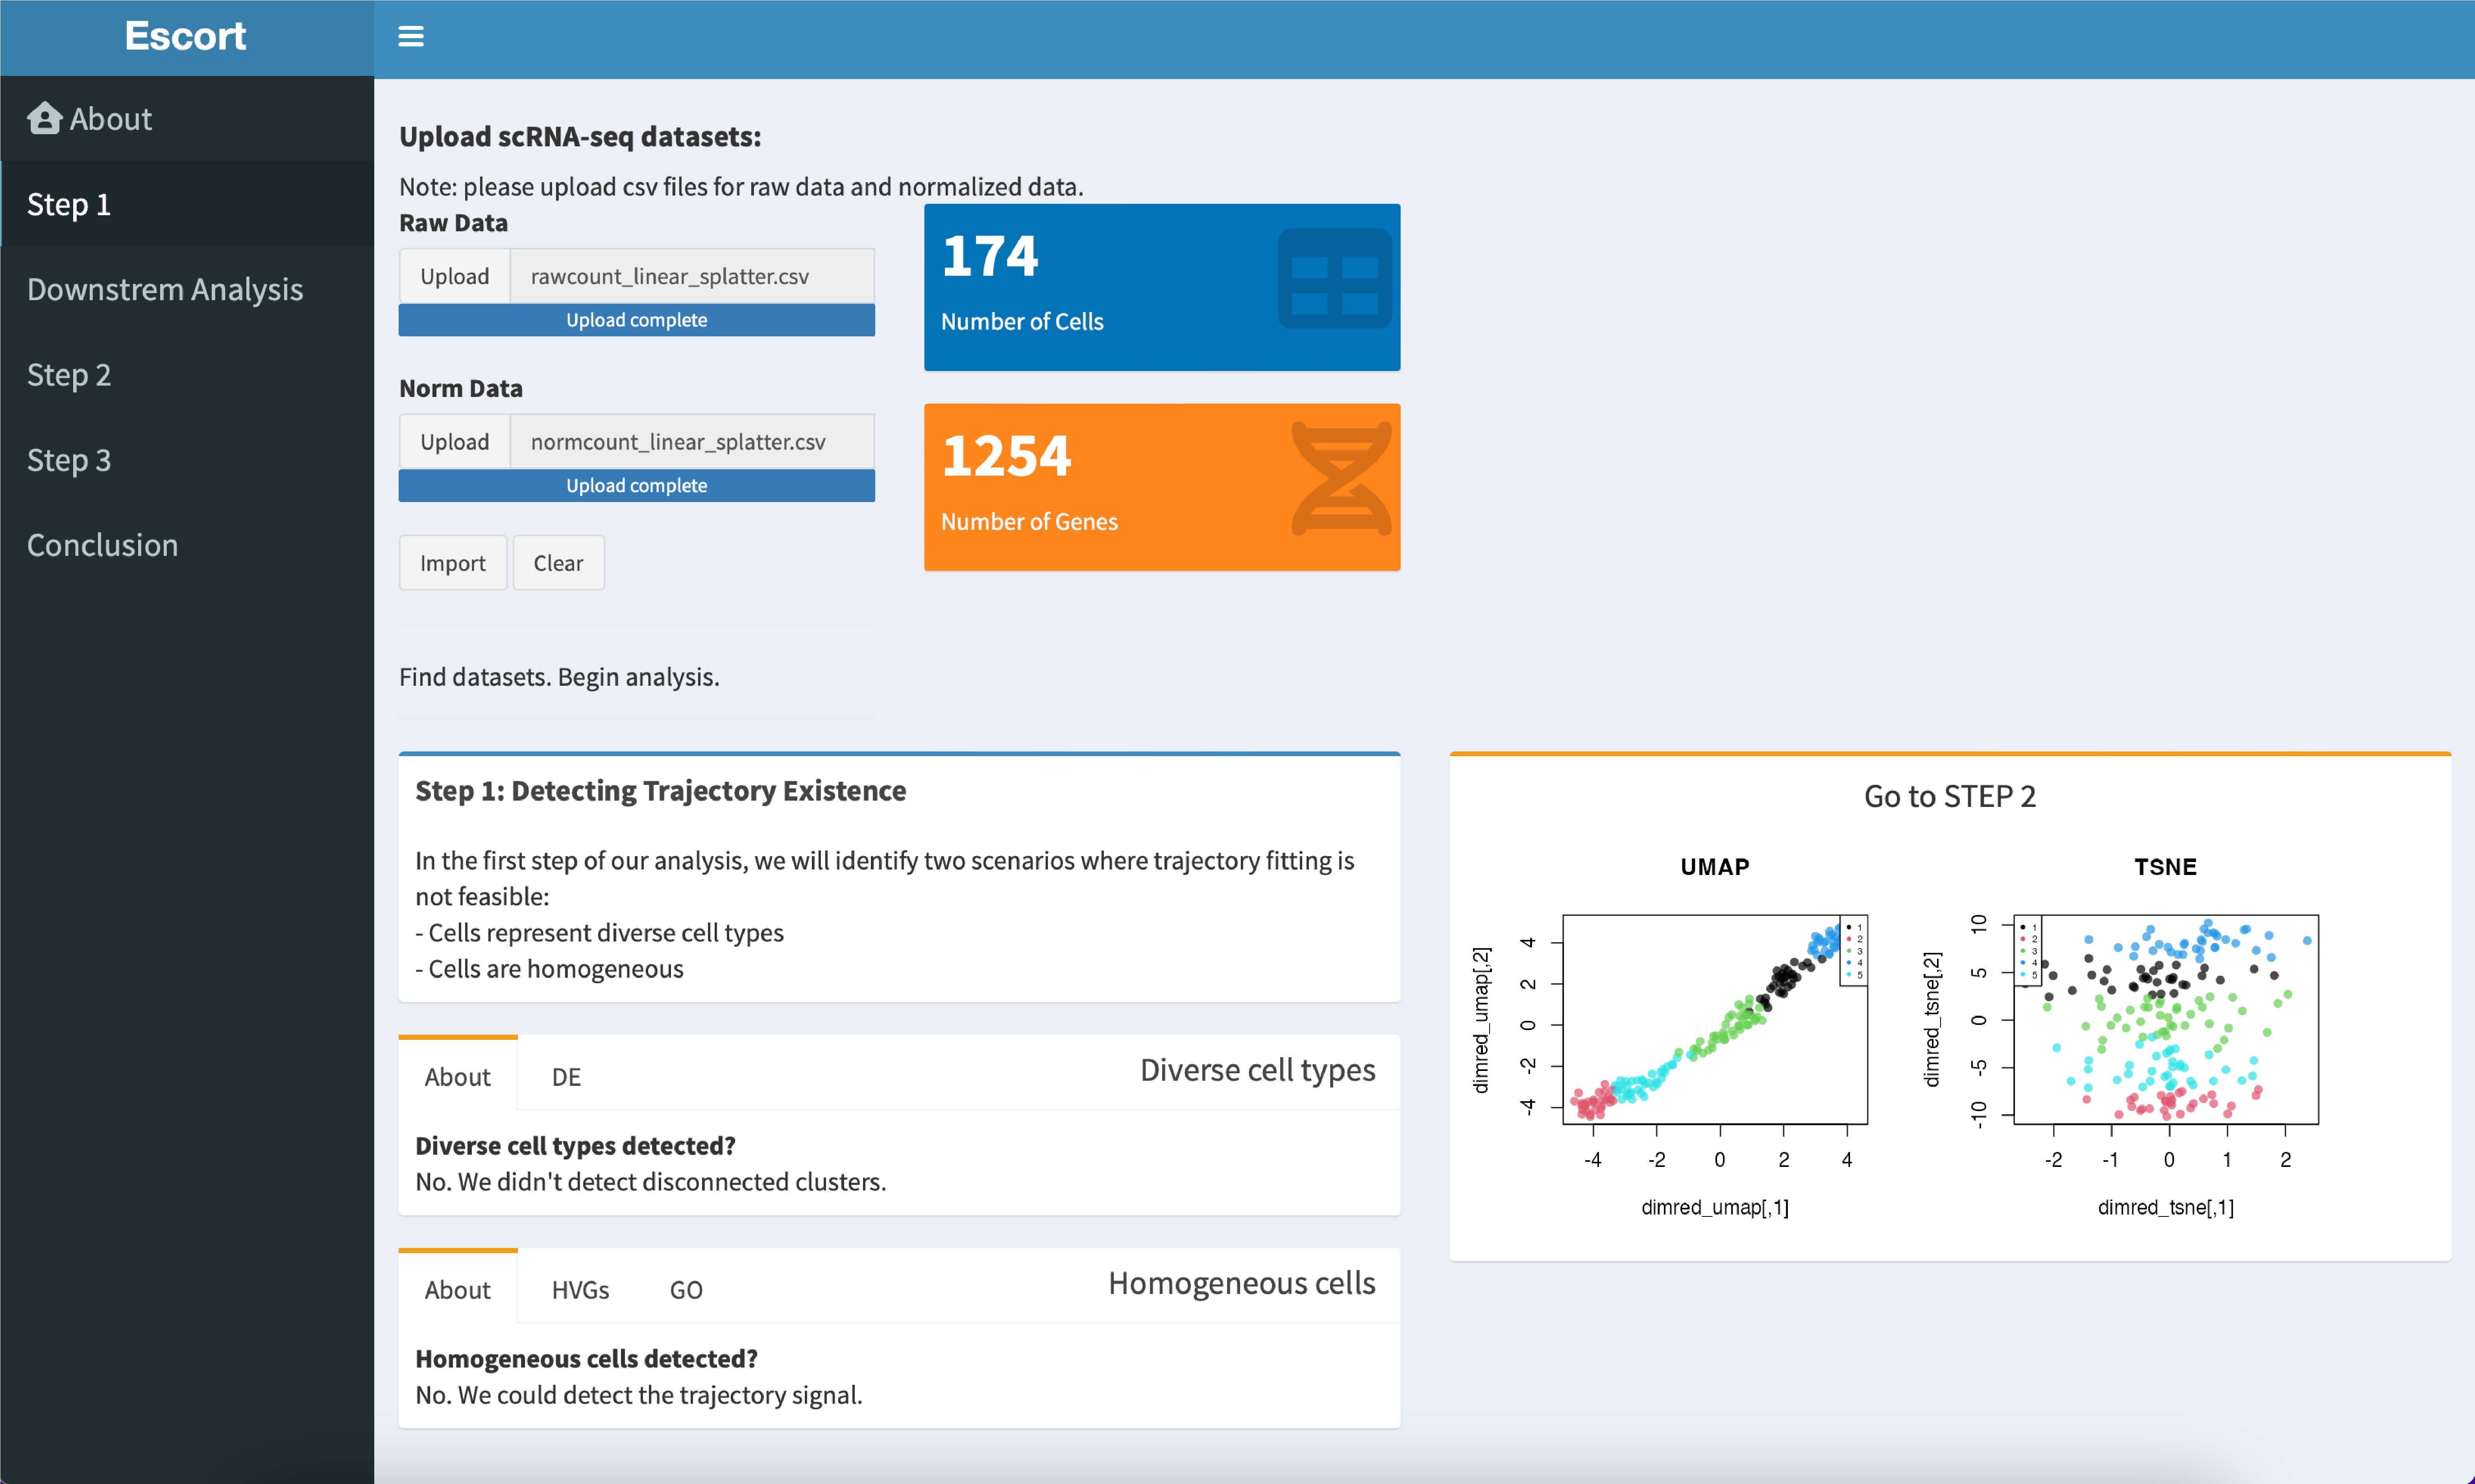 Escort
About
Step 1
Downstrem Analysis
Step 2
Step 3
Conclusion
Upload scRNA-seq datasets:
Note: please upload csv files for raw data and normalized data.
Raw Data
Upload rawcount_linear_splatter.csv
Upload complete
174
Number of Cells
Norm Data
Upload normcount_linear_splatter.csv
Upload complete
1254
Number of Genes
Import Clear
Find datasets. Begin analysis.
Step 1: Detecting Trajectory Existence
In the first step of our analysis, we will identify two scenarios where trajectory fitting is
not feasible:
- Cells represent diverse cell types
- Cells are homogeneous
About DE Diverse cell types
Diverse cell types detected?
No. We didn't detect disconnected clusters.
About HVGs GO Homogeneous cells
Homogeneous cells detected?
No. We could detect the trajectory signal.
Go to STEP 2
UMAP
dimred_umap[,2]
4
2
0
-2
-4
1
2
3
4
5
-4 -2 0 2 4
dimred_umap[,1]
TSNE
dimred_tsne[,2]
10
5
0
-5
-10
1
2
3
4
5
-2 -1 0 1 2
dimred_tsne[,1]